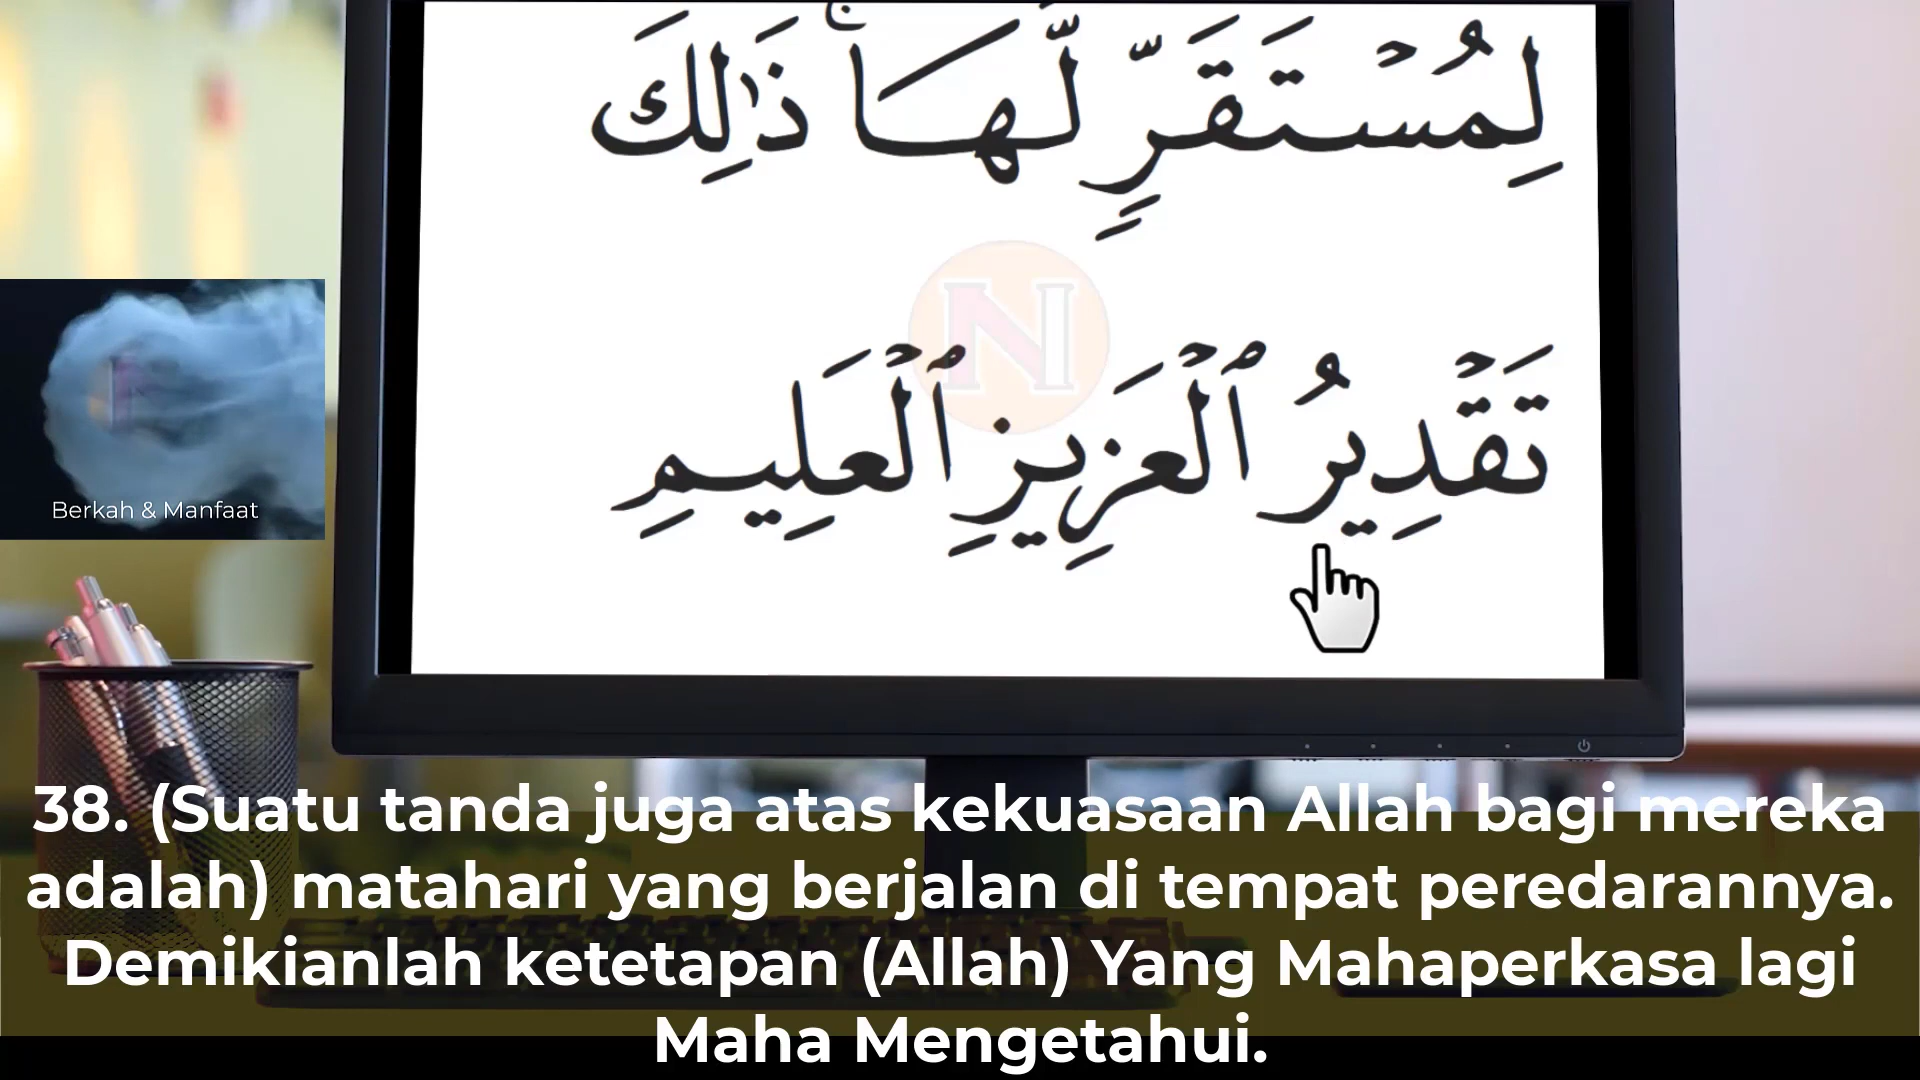 لِمُسۡتَقَرٍّ لَّهَاۚ ذَٰلِكَ
تَقۡدِيرُ ٱلۡعَزِيزِ ٱلۡعَلِيمِ
N
Berkah & Manfaat
38. (Suatu tanda juga atas kekuasaan Allah bagi mereka
adalah) matahari yang berjalan di tempat peredarannya.
Demikianlah ketetapan (Allah) Yang Mahaperkasa lagi
Maha Mengetahui.